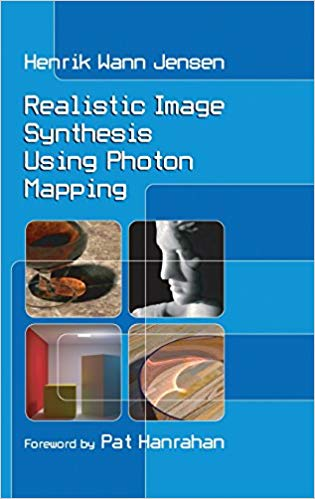 Henrik Wann Jensen
Realistic Image
Synthesis
Using Photon
Mapping
Foreword by Pat Hanrahan